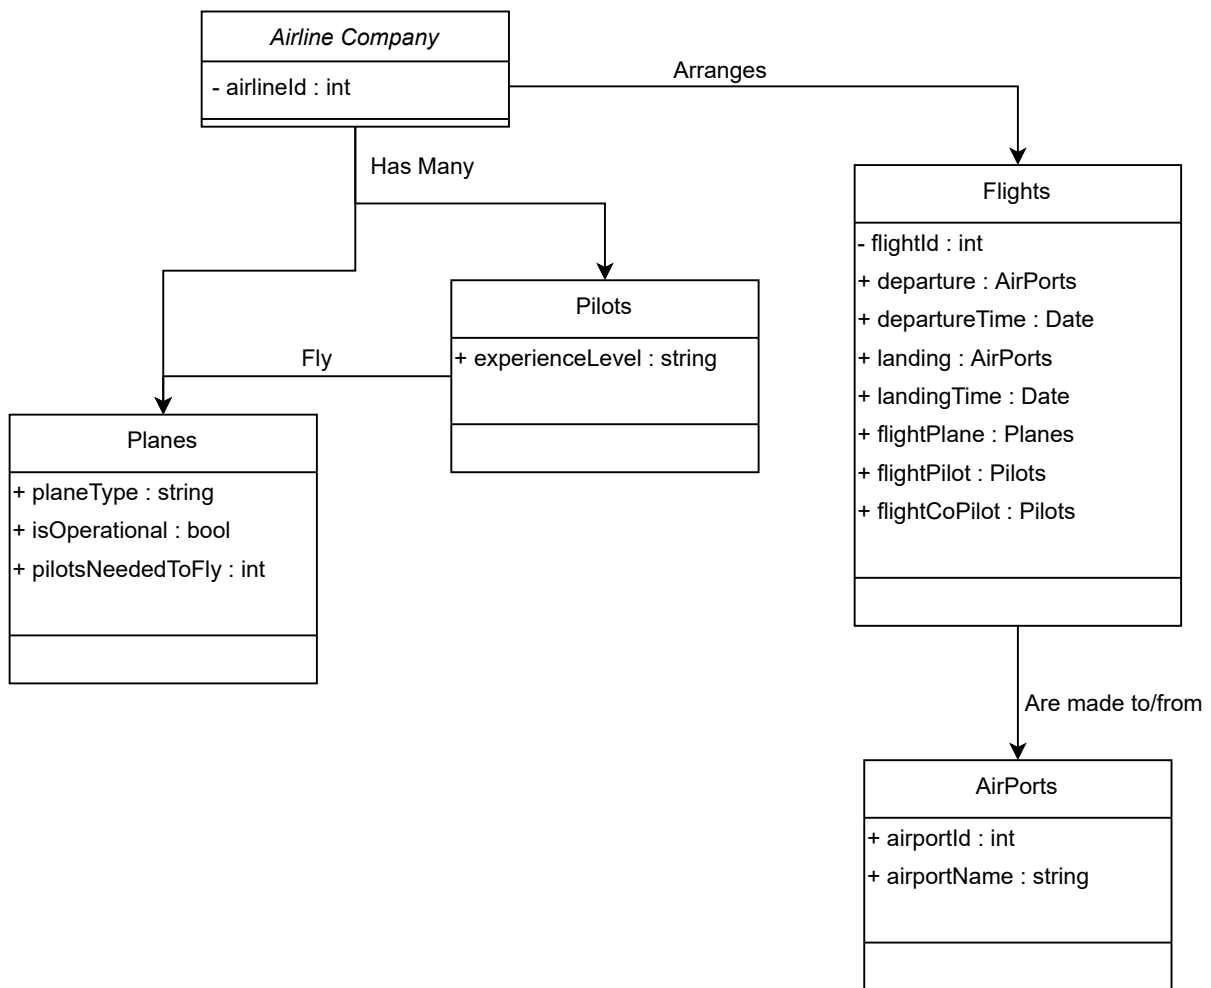 Airline Company
- airlineId : int
Arranges
Has Many
Flights
- flightId : int
+ departure : AirPorts
+ departureTime : Date
+ landing : AirPorts
+ landingTime : Date
+ flightPlane : Planes
+ flightPilot : Pilots
+ flightCoPilot : Pilots
Pilots
+ experienceLevel : string
Fly
Planes
+ planeType : string
+ isOperational : bool
+ pilotsNeededToFly : int
Are made to/from
AirPorts
+ airportId : int
+ airportName : string